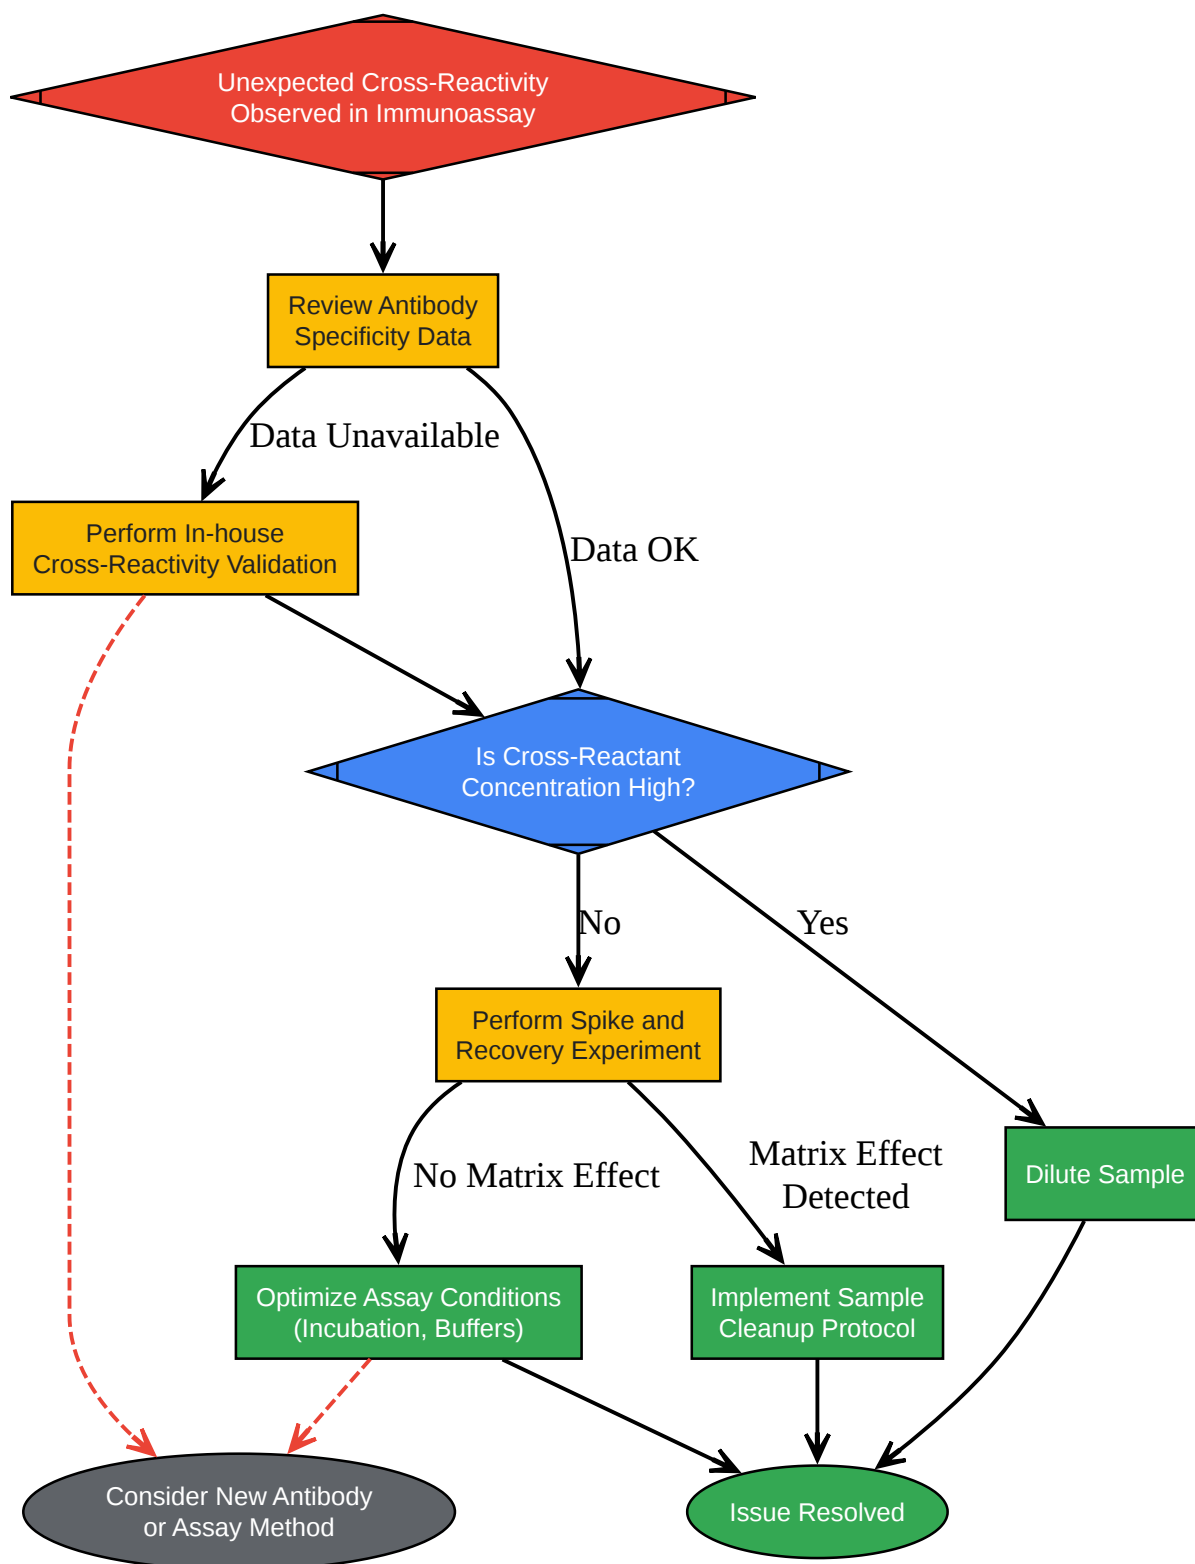 Unexpected Cross-Reactivity
Observed in Immunoassay
Review Antibody
Specificity Data
Data Unavailable
Perform In-house
Cross-Reactivity Validation
Data OK
Is Cross-Reactant
Concentration High?
No
Yes
Perform Spike and
Recovery Experiment
No Matrix Effect
Matrix Effect
Detected
Dilute Sample
Optimize Assay Conditions
(Incubation, Buffers)
Implement Sample
Cleanup Protocol
Consider New Antibody
or Assay Method
Issue Resolved